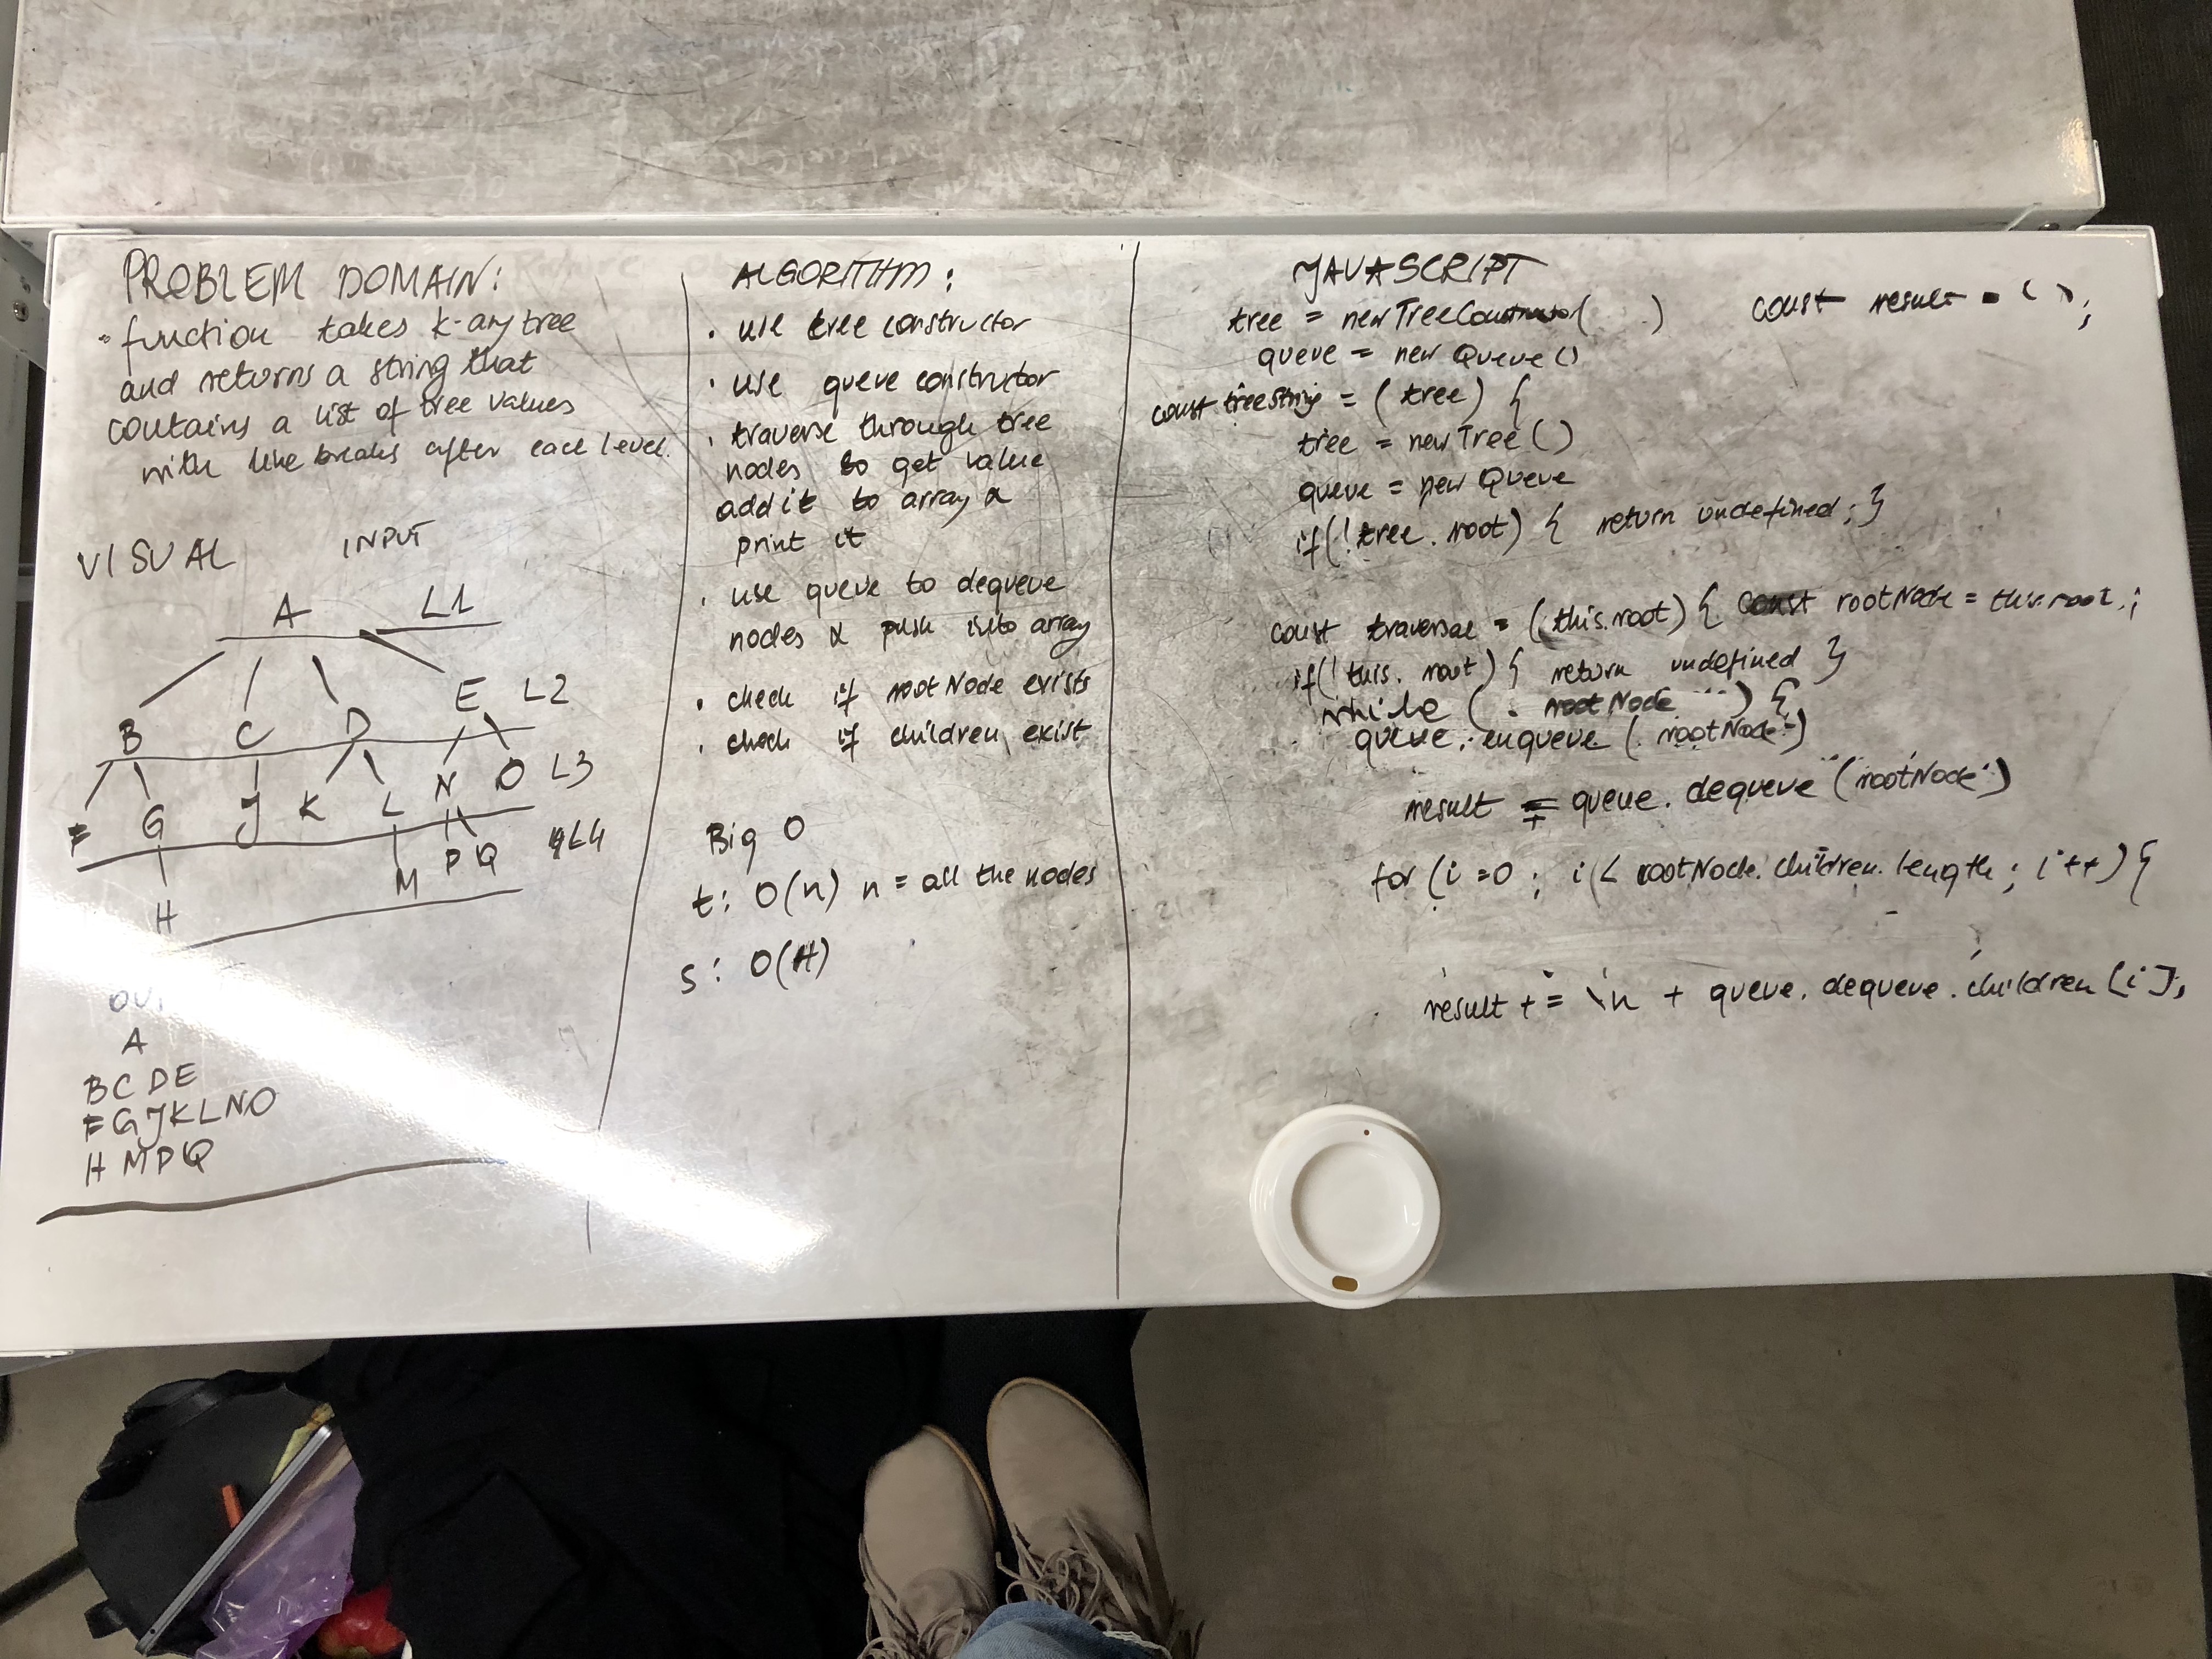 PROBLEM DOMAIN:
• function takes k-ary tree
and returns a string that
contains a list of tree values
with line breaks after each level.
VISUAL INPUT
A L1
B C D E L2
F G J K L N O L3
H M P Q L4
A
BC DE
FGJKLNO
H MPQ
ALGORITHM:
• use tree constructor
• use queue constructor
• traverse through tree
nodes to get value
add it to array &
print it
• use queue to dequeue
nodes & push into array
• check if rootNode exists
• check if children exist
Big O
t: O(n) n = all the nodes
s: O(H)
JAVASCRIPT
tree = new TreeConstructor( )
const result = ( );
queue = new Queue()
const treestring = (tree) {
tree = new Tree()
queue = new Queue
if(!tree.root) { return undefined; }
const traversal = (this.root) { const rootNode = this.root;
if(!this.root) { return undefined }
while (rootNode) {
queue.enqueue (rootNode)
result += queue.dequeue (rootNode)
for (i=0; i< rootNode.children.length; i++) {
result += \n + queue.dequeue.children[i];